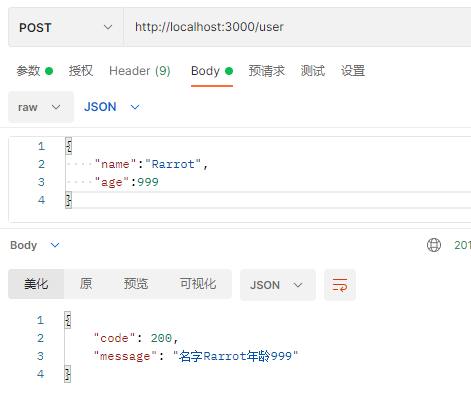 POST http://localhost:3000/user
参数 授权 Header (9) Body 预请求 测试 设置
raw JSON
1 {
2 "name":"Rarrot",
3 "age":999
4 }
Body 201
美化 原 预览 可视化 JSON
1 {
2 "code": 200,
3 "message": "名字Rarrot年龄999"
4 }